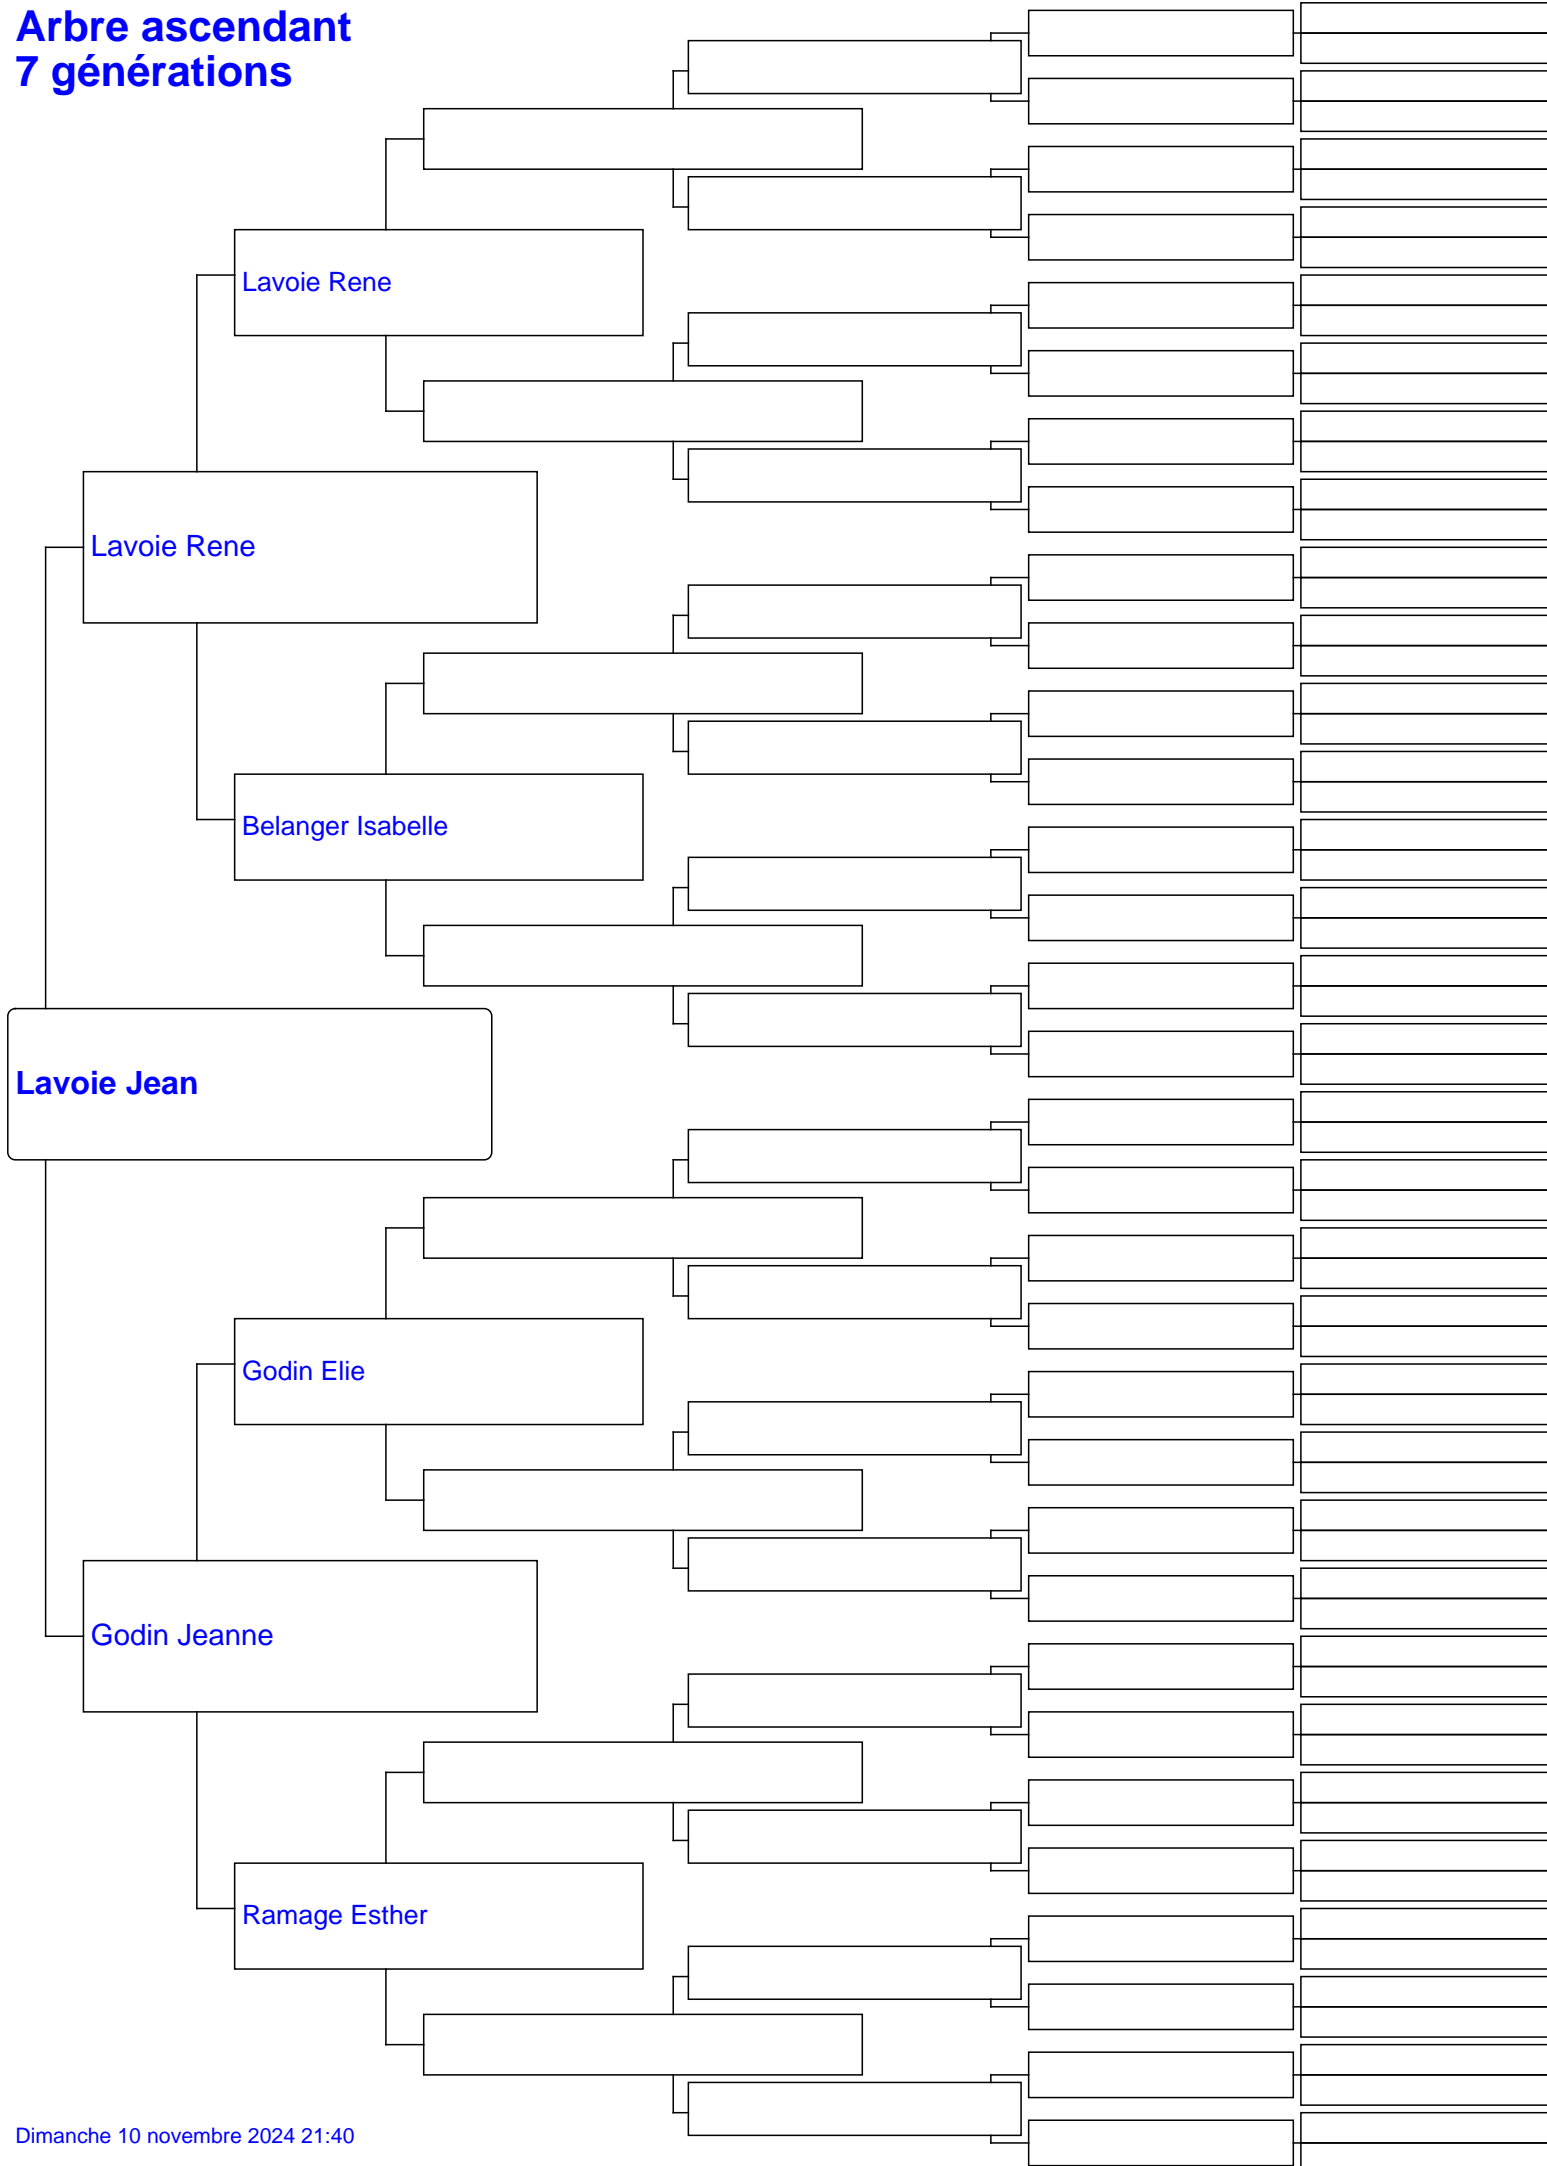 Arbre ascendant
7 générations
Lavoie Rene
Lavoie Rene
Belanger Isabelle
Lavoie Jean
Godin Elie
Godin Jeanne
Ramage Esther
Dimanche 10 novembre 2024 21:40